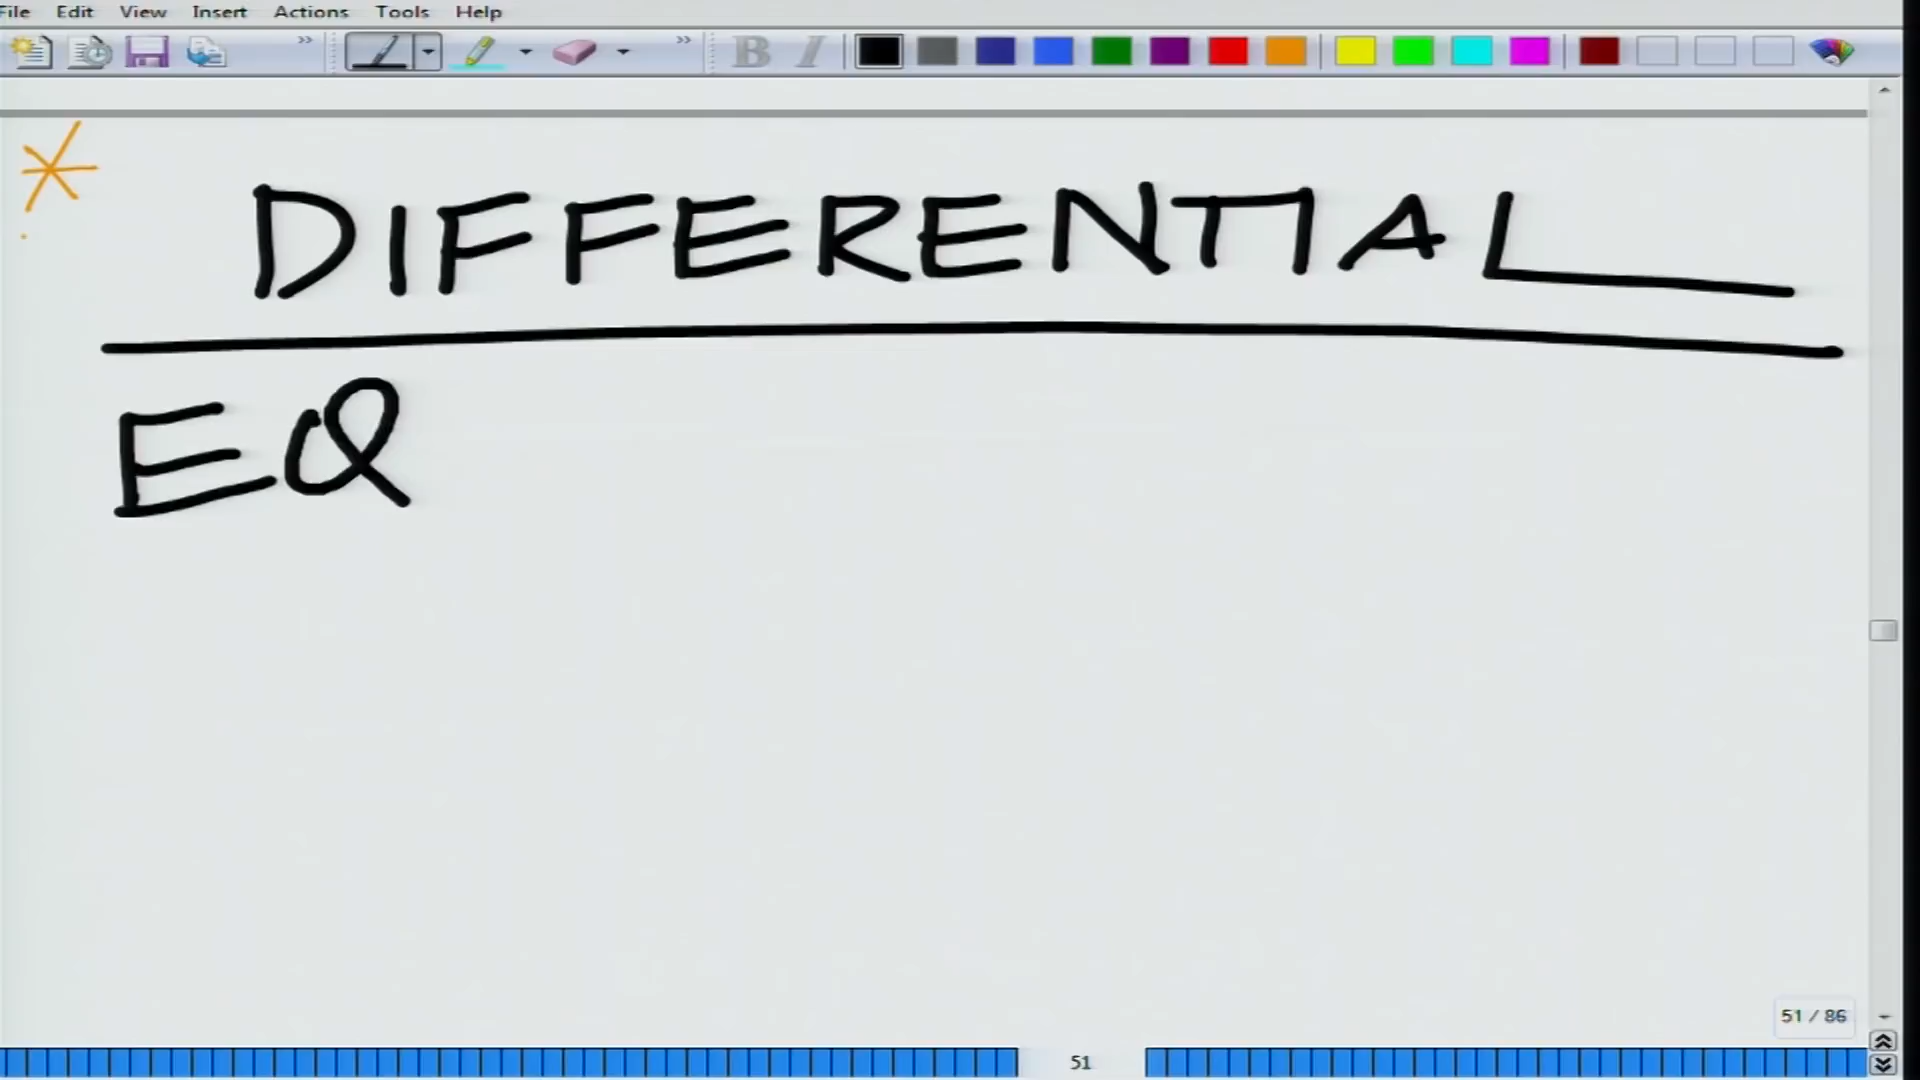 File Edit View Insert Actions Tools Help
B I
DIFFERENTIAL
EQ
51 / 86
51